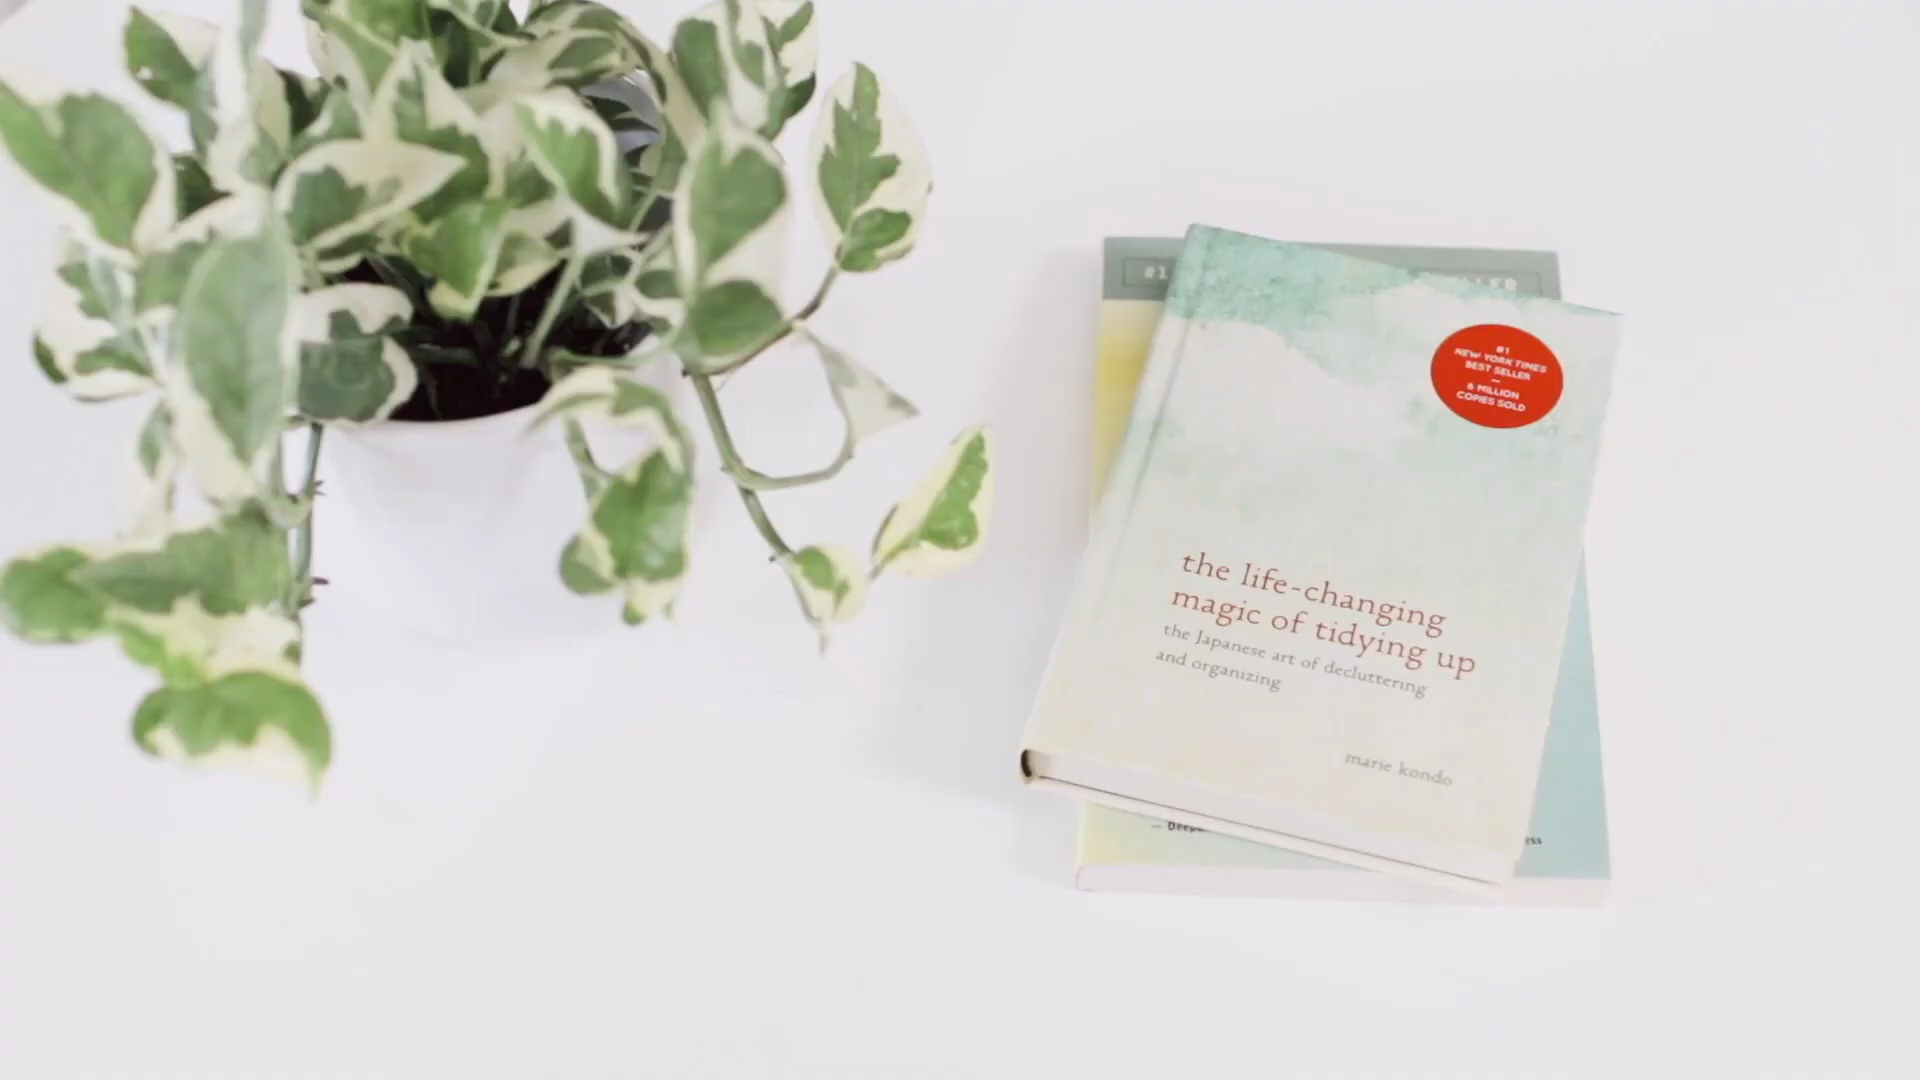 #1
#1
NEW YORK TIMES
BEST SELLER
—
6 MILLION
COPIES SOLD
the life-changing
magic of tidying up
the Japanese art of decluttering
and organizing
marie kondo